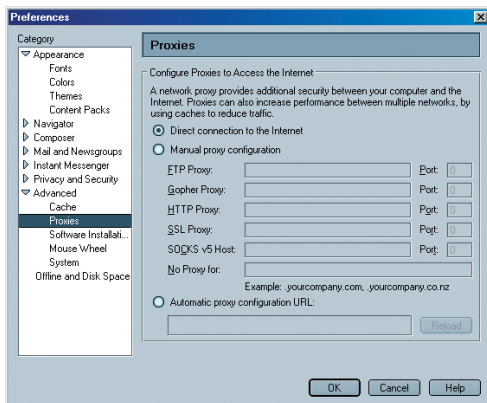 Preferences
Category
Appearance
Fonts
Colors
Themes
Content Packs
Navigator
Composer
Mail and Newsgroups
Instant Messenger
Privacy and Security
Advanced
Cache
Proxies
Software Installati...
Mouse Wheel
System
Offline and Disk Space
Proxies
Configure Proxies to Access the Internet
A network proxy provides additional security between your computer and the
Internet. Proxies can also increase performance between multiple networks, by
using caches to reduce traffic.
Direct connection to the Internet
Manual proxy configuration
FTP Proxy: Port: 0
Gopher Proxy: Port: 0
HTTP Proxy: Port: 0
SSL Proxy: Port: 0
SOCKS v5 Host: Port: 0
No Proxy for:
Example: .yourcompany.com, .yourcompany.co.nz
Automatic proxy configuration URL:
Reload
OK Cancel Help